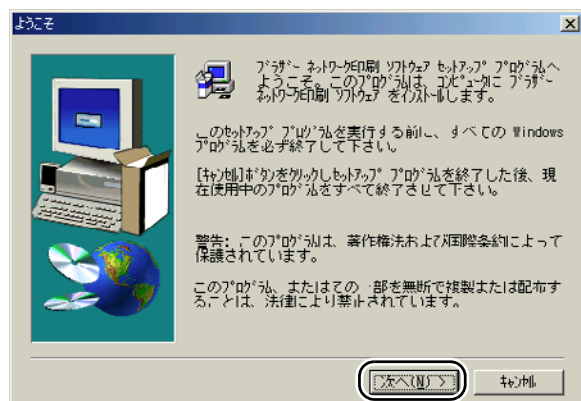 ようこそ
ﾌﾞﾗｻﾞｰ ﾈｯﾄﾜｰｸ印刷 ｿﾌﾄｳｪｱ ｾｯﾄｱｯﾌﾟ ﾌﾟﾛｸﾞﾗﾑへ
ようこそ。このﾌﾟﾛｸﾞﾗﾑは、ｺﾝﾋﾟｭｰﾀに ﾌﾞﾗｻﾞｰ
ﾈｯﾄﾜｰｸ印刷 ｿﾌﾄｳｪｱ をｲﾝｽﾄｰﾙします。
このｾｯﾄｱｯﾌﾟ ﾌﾟﾛｸﾞﾗﾑを実行する前に、すべての Windows
ﾌﾟﾛｸﾞﾗﾑを必ず終了して下さい。
[ｷｬﾝｾﾙ]ﾎﾞﾀﾝをｸﾘｯｸしｾｯﾄｱｯﾌﾟ ﾌﾟﾛｸﾞﾗﾑを終了した後、現
在使用中のﾌﾟﾛｸﾞﾗﾑをすべて終了させて下さい。
警告: このﾌﾟﾛｸﾞﾗﾑは、著作権法および国際条約によって
保護されています。
このﾌﾟﾛｸﾞﾗﾑ、またはその一部を無断で複製または配布す
ることは、法律により禁止されています。
次へ(N) >
ｷｬﾝｾﾙ